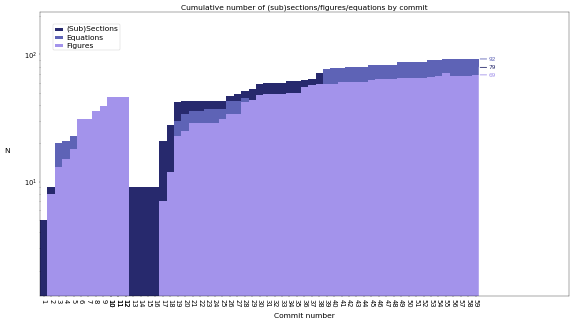 Cumulative number of (sub)sections/figures/equations by commit
(Sub)Sections
Equations
Figures
10²
10¹
N
92
79
69
1 2 3 4 5 6 7 8 9 10 11 12 13 14 15 16 17 18 19 20 21 22 23 24 25 26 27 28 29 30 31 32 33 34 35 36 37 38 39 40 41 42 43 44 45 46 47 48 49 50 51 52 53 54 55 56 57 58 59
Commit number